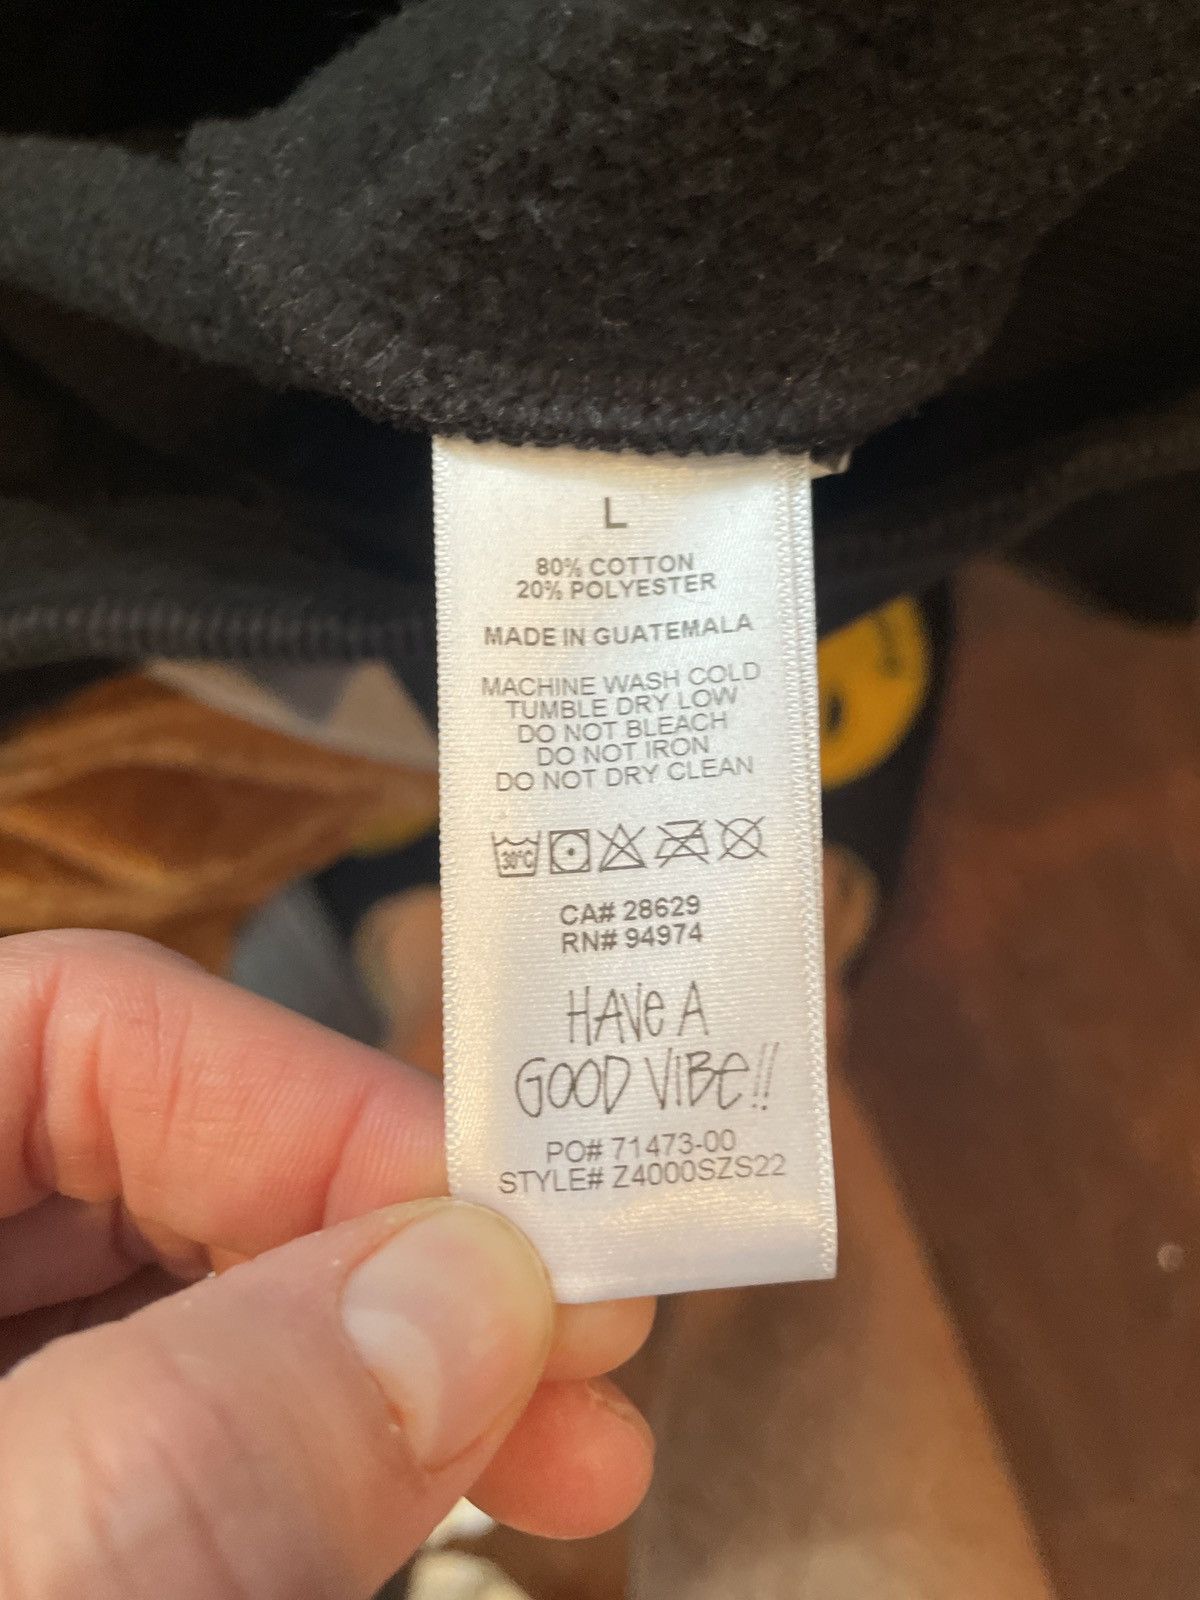 L
80% COTTON
20% POLYESTER
MADE IN GUATEMALA
MACHINE WASH COLD
TUMBLE DRY LOW
DO NOT BLEACH
DO NOT IRON
DO NOT DRY CLEAN
30°C
CA# 28629
RN# 94974
HAVe A
GOOD ViBe!!
PO# 71473-00
STYLE# Z4000SZS22